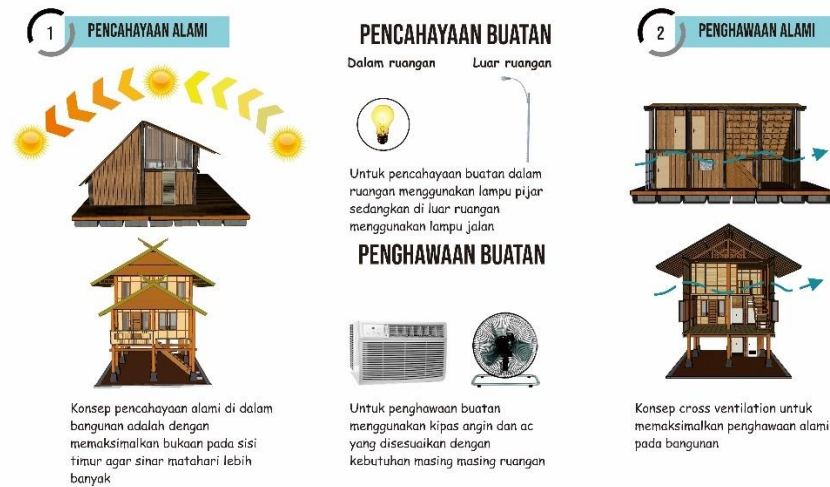 1
PENCAHAYAAN ALAMI
Konsep pencahayaan alami di dalam
bangunan adalah dengan
memaksimalkan bukaan pada sisi
timur agar sinar matahari lebih
banyak
PENCAHAYAAN BUATAN
Dalam ruangan
Luar ruangan
Untuk pencahayaan buatan dalam
ruangan menggunakan lampu pijar
sedangkan di luar ruangan
menggunakan lampu jalan
PENGHAWAAN BUATAN
Untuk penghawaan buatan
menggunakan kipas angin dan ac
yang disesuaikan dengan
kebutuhan masing masing ruangan
2
PENGHAWAAN ALAMI
Konsep cross ventilation untuk
memaksimalkan penghawaan alami
pada bangunan